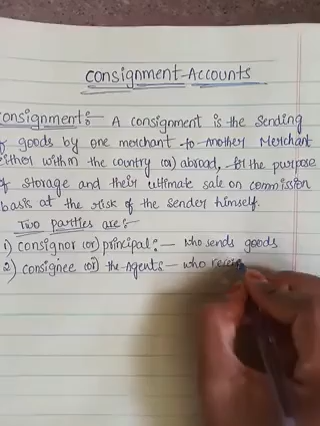 Consignment Accounts
Consignment:- A consignment is the sending
of goods by one merchant to Another Merchant
either within the country (or) abroad, for the purpose
of storage and their ultimate sale on commission
basis at the risk of the sender himself.
Two parties are:-
1) consignor (or) principal:- who sends goods
2) consignee (or) the Agents - who recei